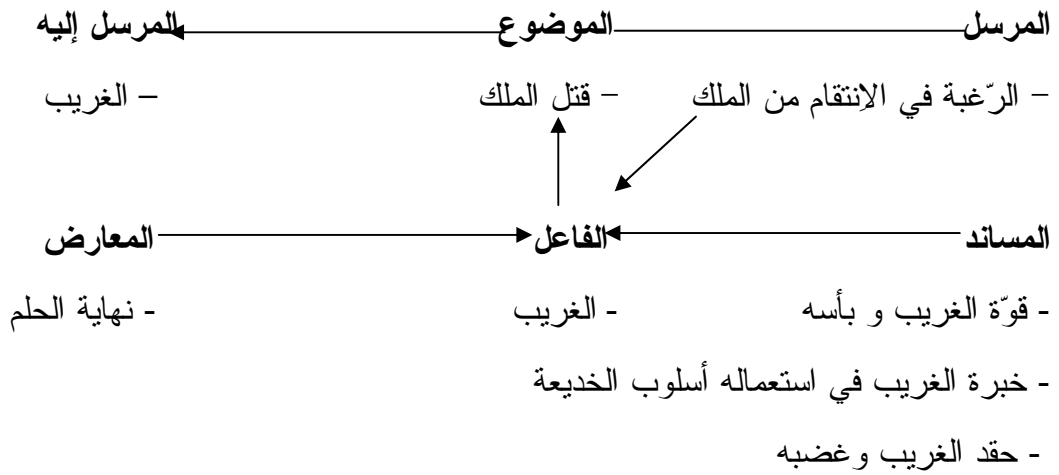 المرسل الموضوع المرسل إليه
– الرّغبة في الإنتقام من الملك – قتل الملك – الغريب
المساند الفاعل المعارض
- قوّة الغريب و بأسه - الغريب - نهاية الحلم
- خبرة الغريب في استعماله أسلوب الخديعة
- حقد الغريب وغضبه